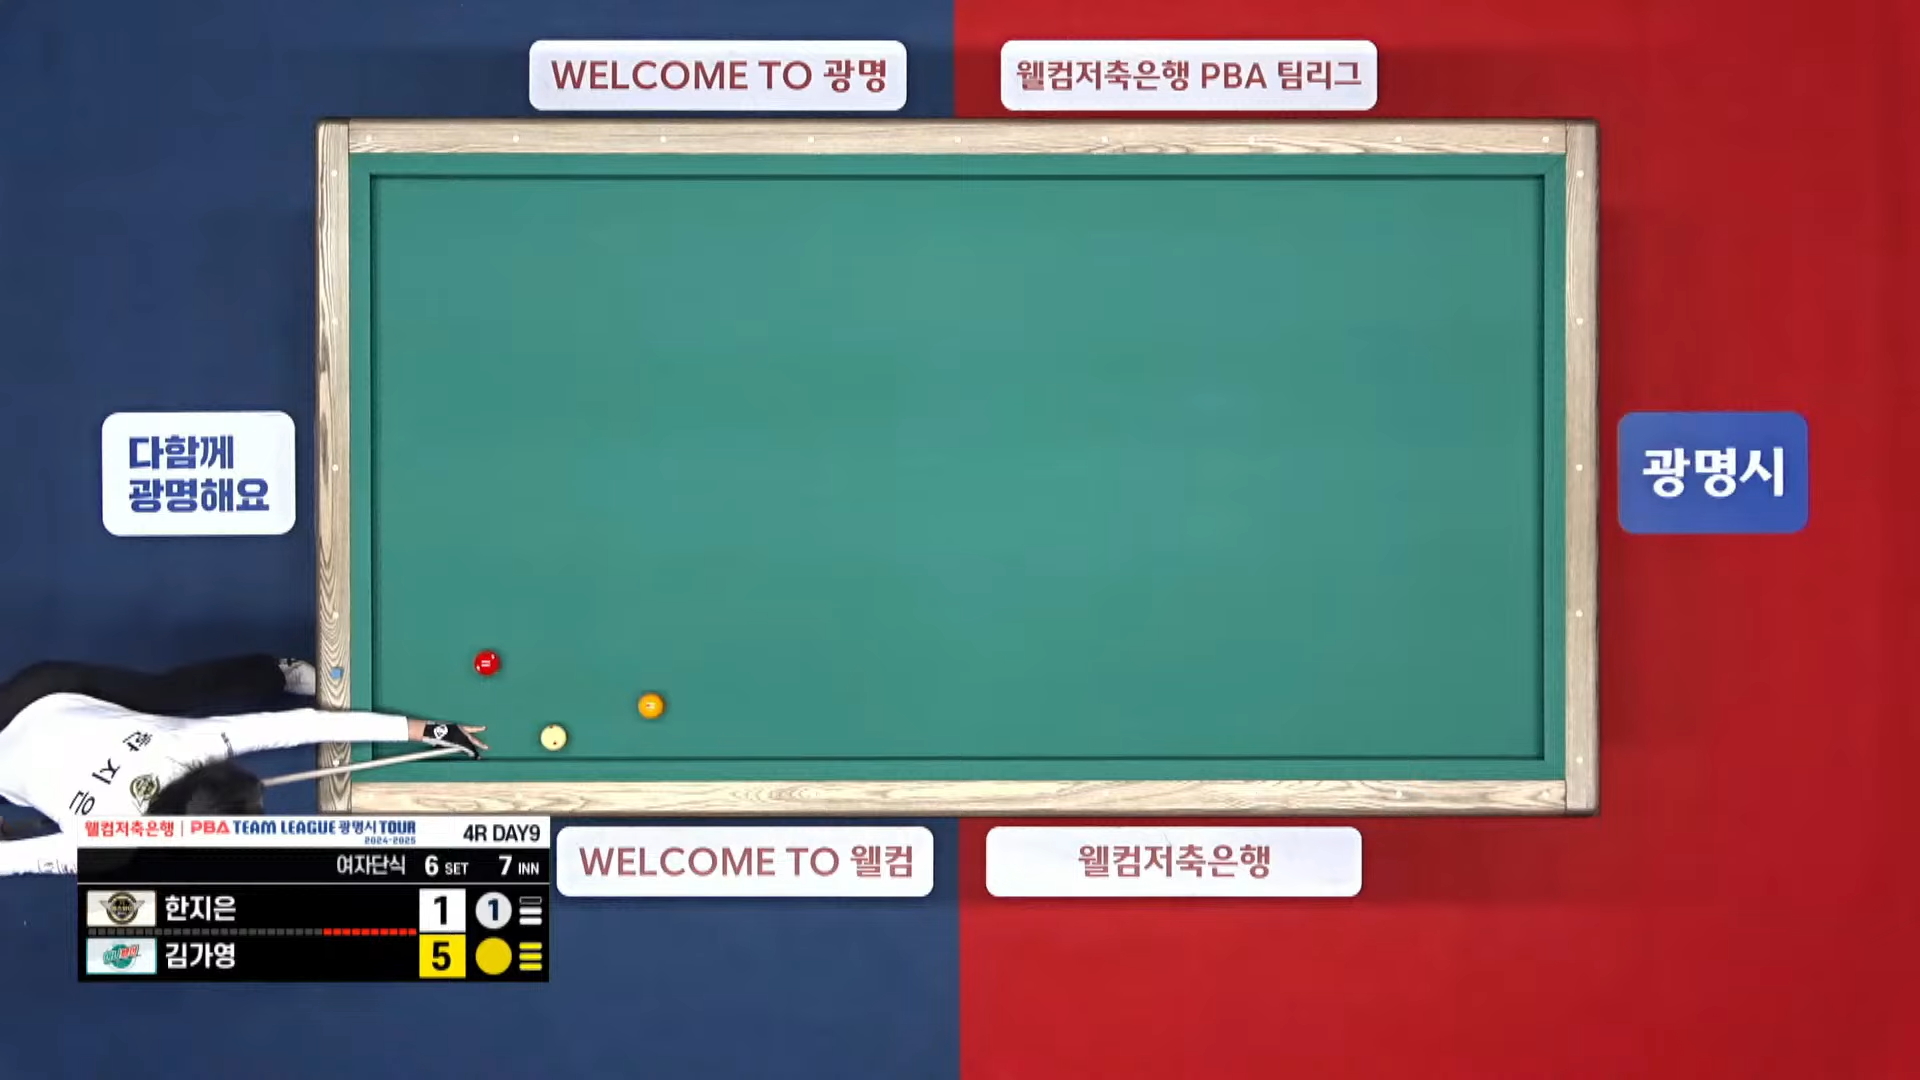 WELCOME TO 광명
웰컴저축은행 PBA 팀리그
다함께
광명해요
광명시
한지은
웰컴저축은행 | PBA TEAM LEAGUE 광명시 TOUR
2024-2025
4R DAY9
여자단식 6 SET 7 INN
한지은 1 1
김가영 5
WELCOME TO 웰컴
웰컴저축은행